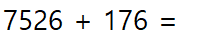 7526 + 176 =